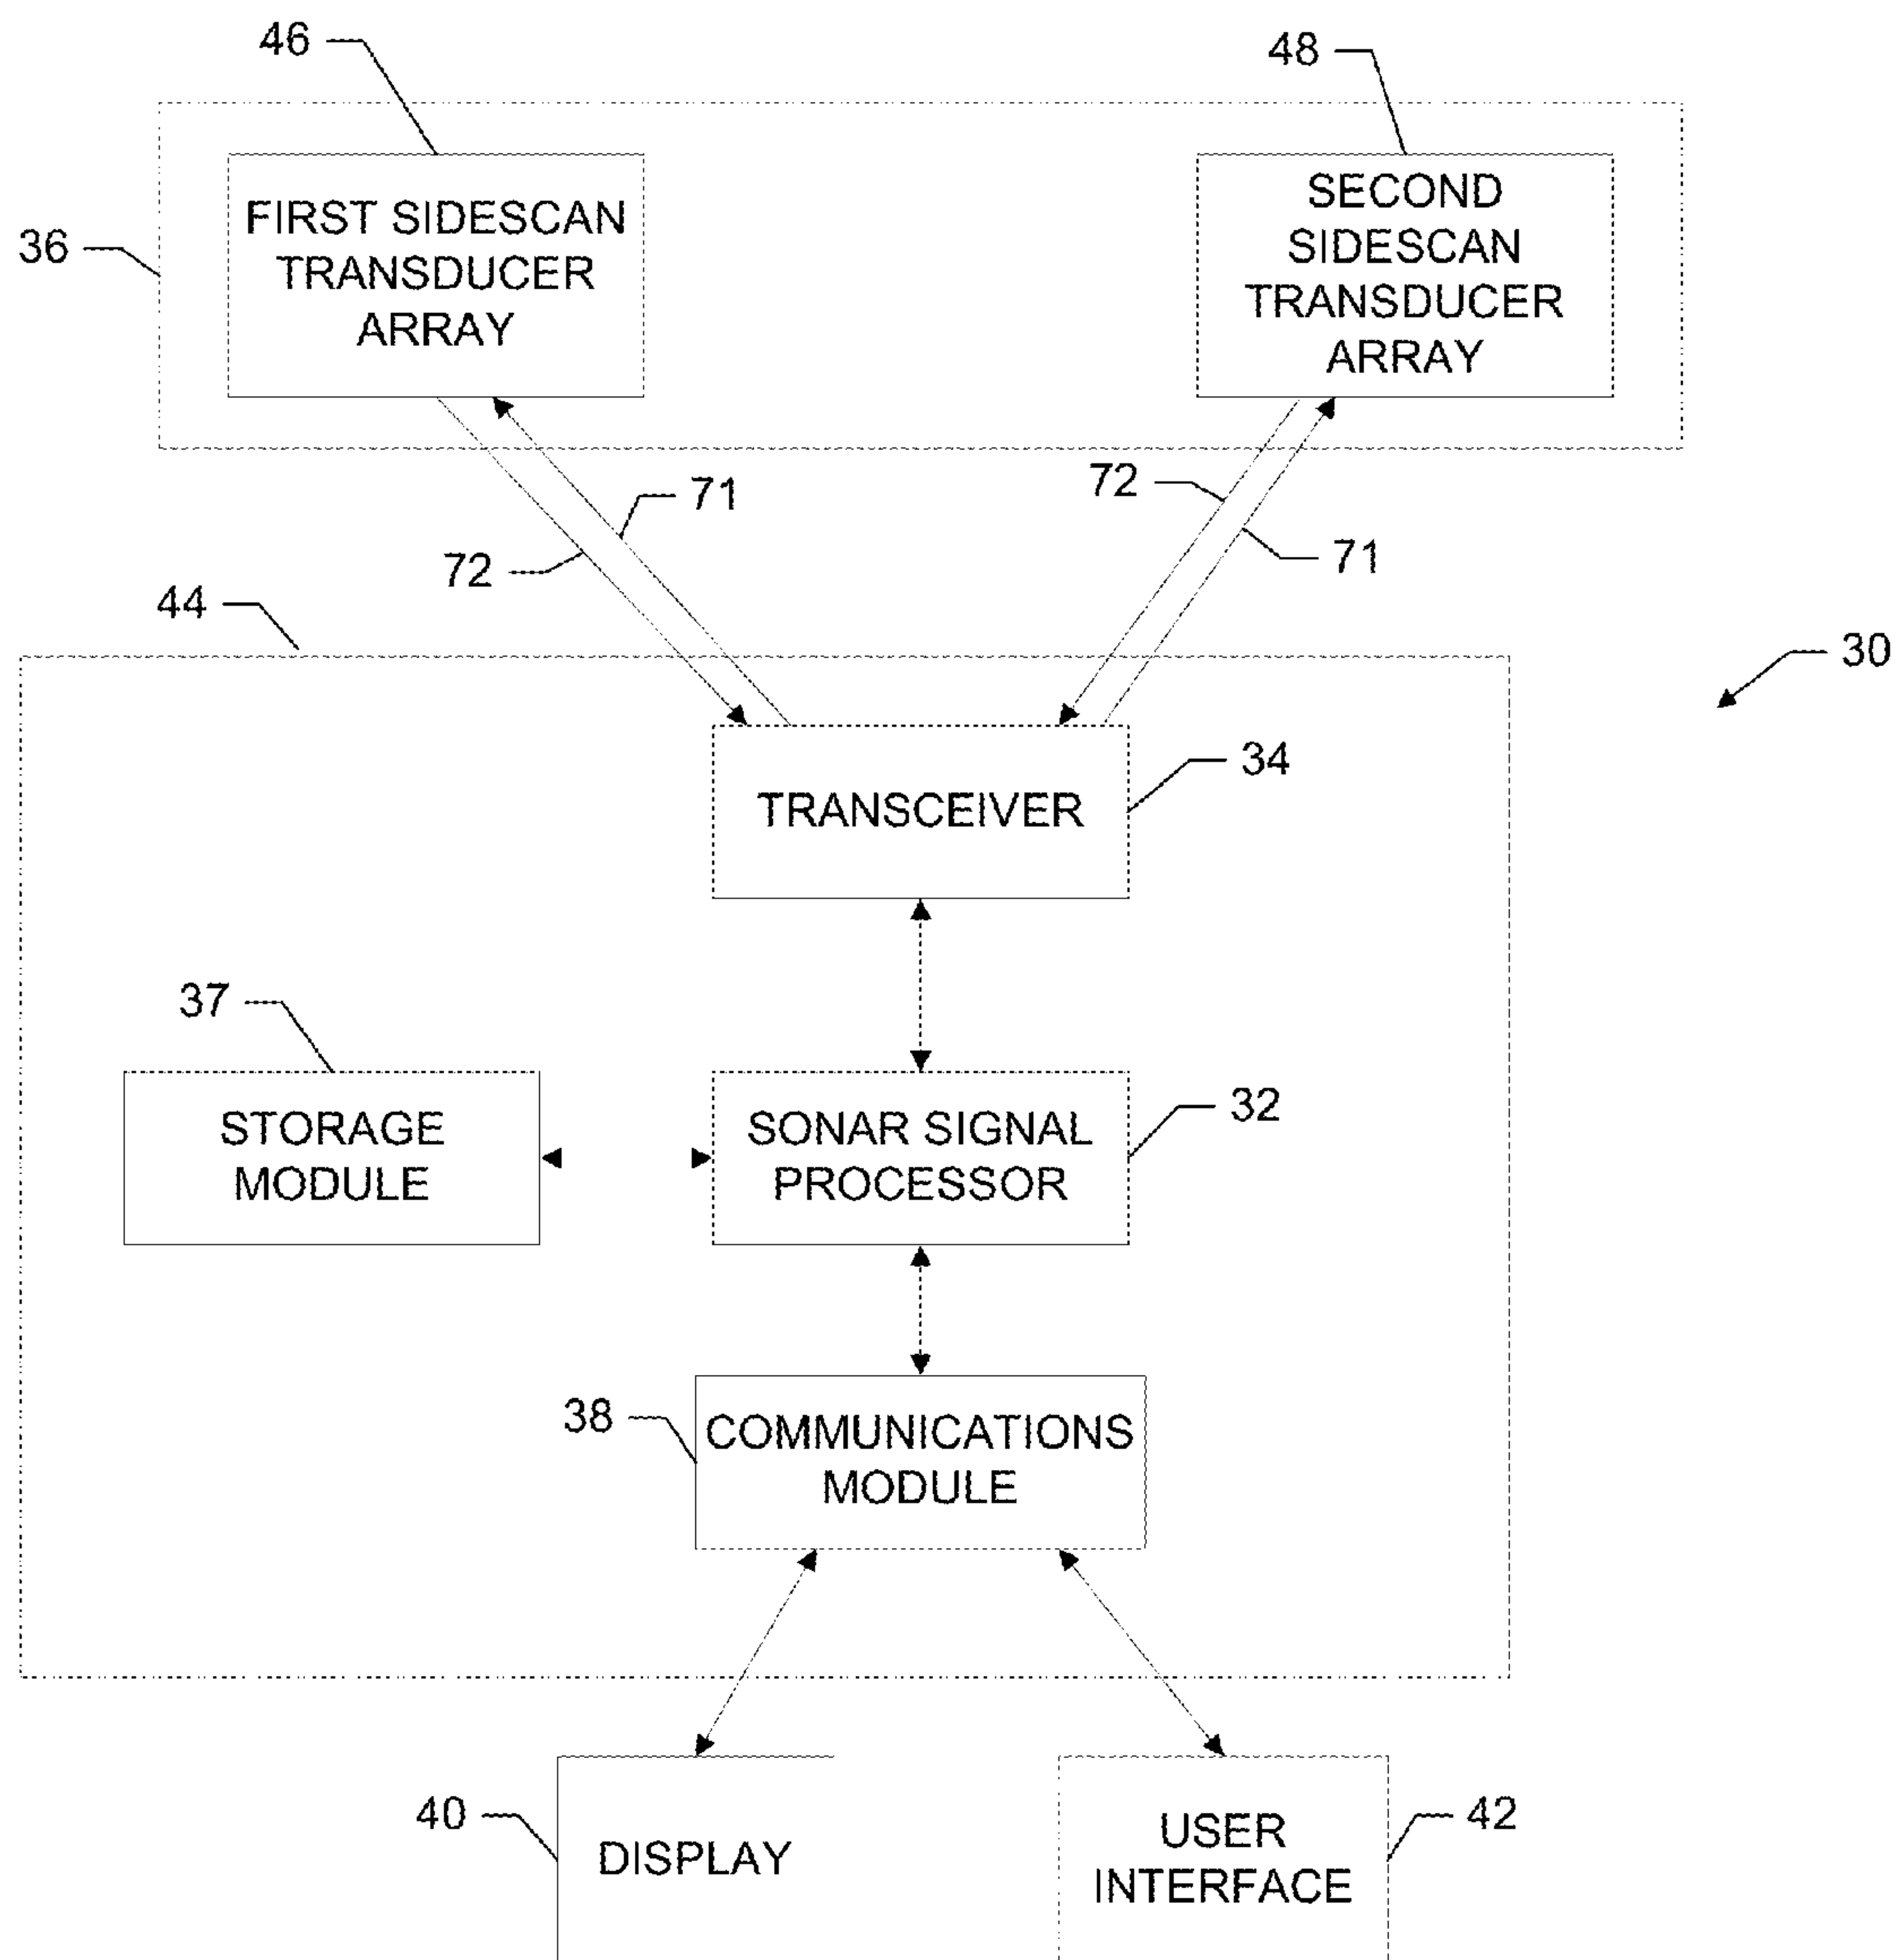 46
48
FIRST SIDESCAN
TRANSDUCER
ARRAY
SECOND
SIDESCAN
TRANSDUCER
ARRAY
36
71
72
72
71
44
30
TRANSCEIVER
34
37
STORAGE
MODULE
SONAR SIGNAL
PROCESSOR
32
38
COMMUNICATIONS
MODULE
40
DISPLAY
USER
INTERFACE
42